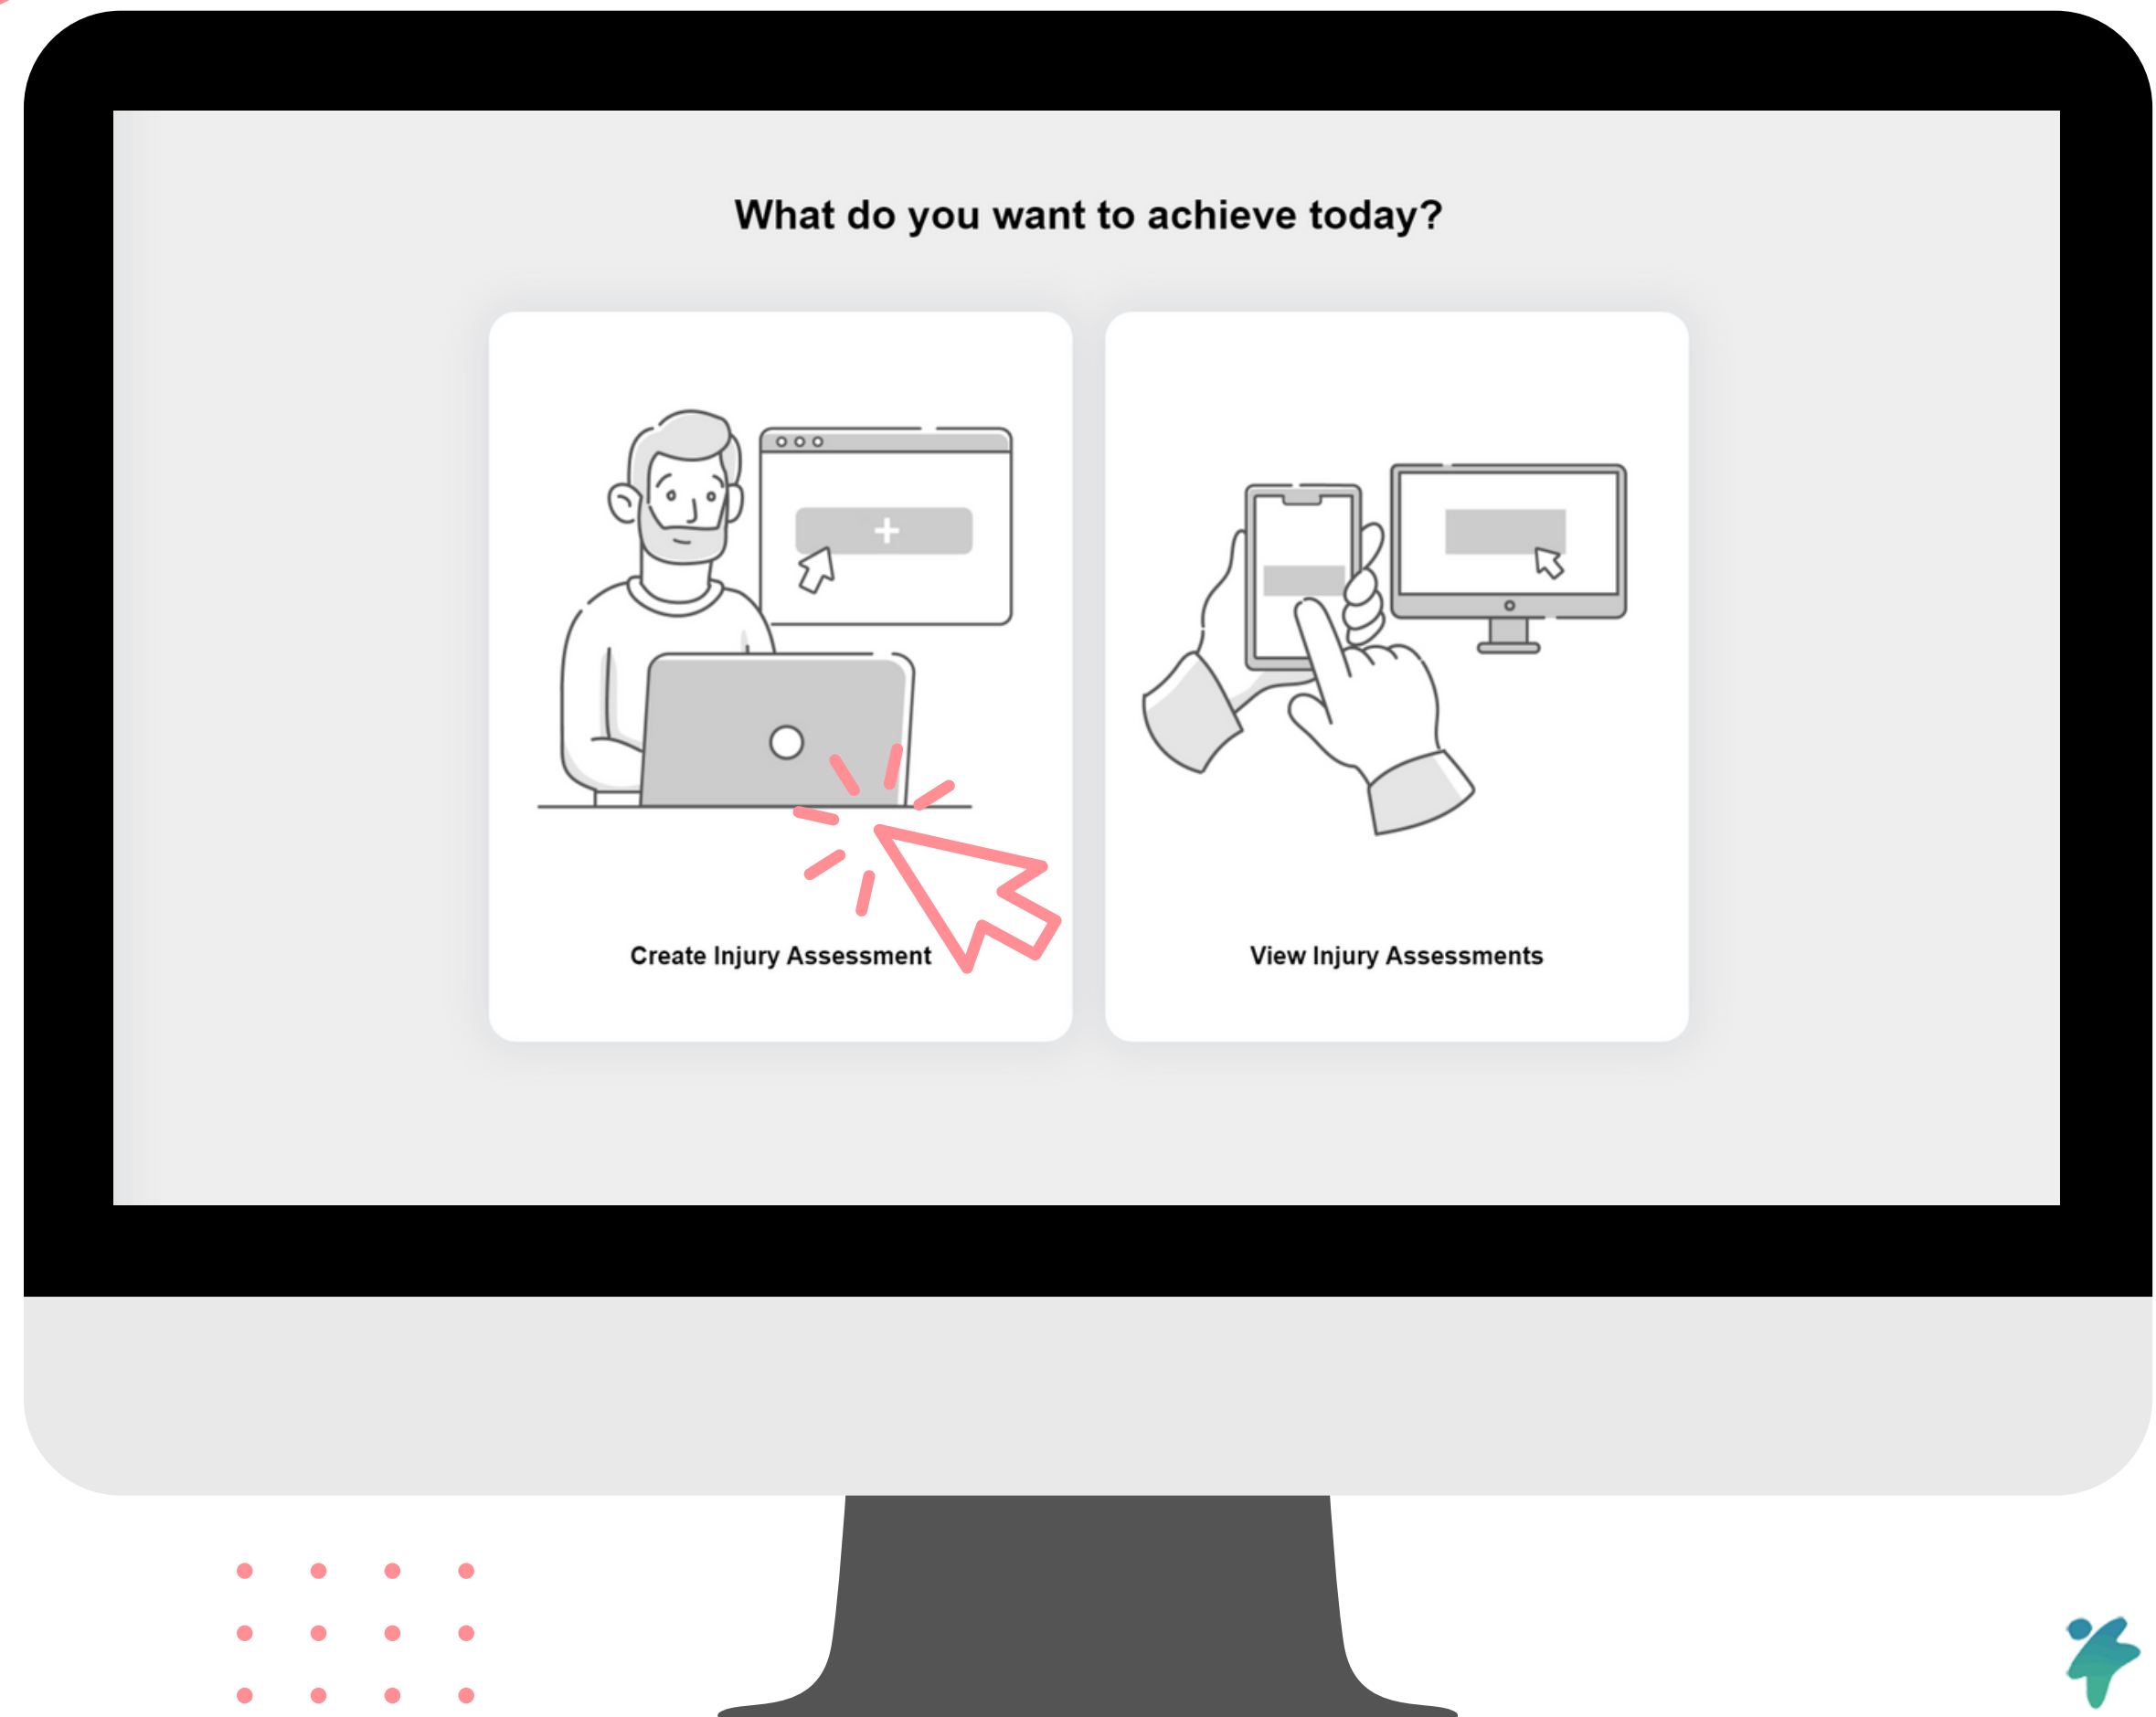 What do you want to achieve today?
Create Injury Assessment
View Injury Assessments